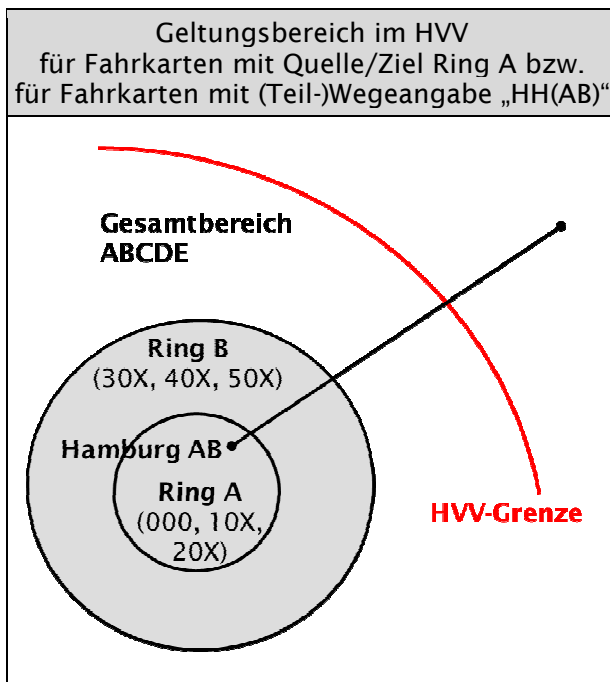 Geltungsbereich im HVV
für Fahrkarten mit Quelle/Ziel Ring A bzw.
für Fahrkarten mit (Teil-)Wegeangabe „HH(AB)“
Gesamtbereich
ABCDE
Ring B
(30X, 40X, 50X)
Hamburg AB
Ring A
(000, 10X,
20X)
HVV-Grenze